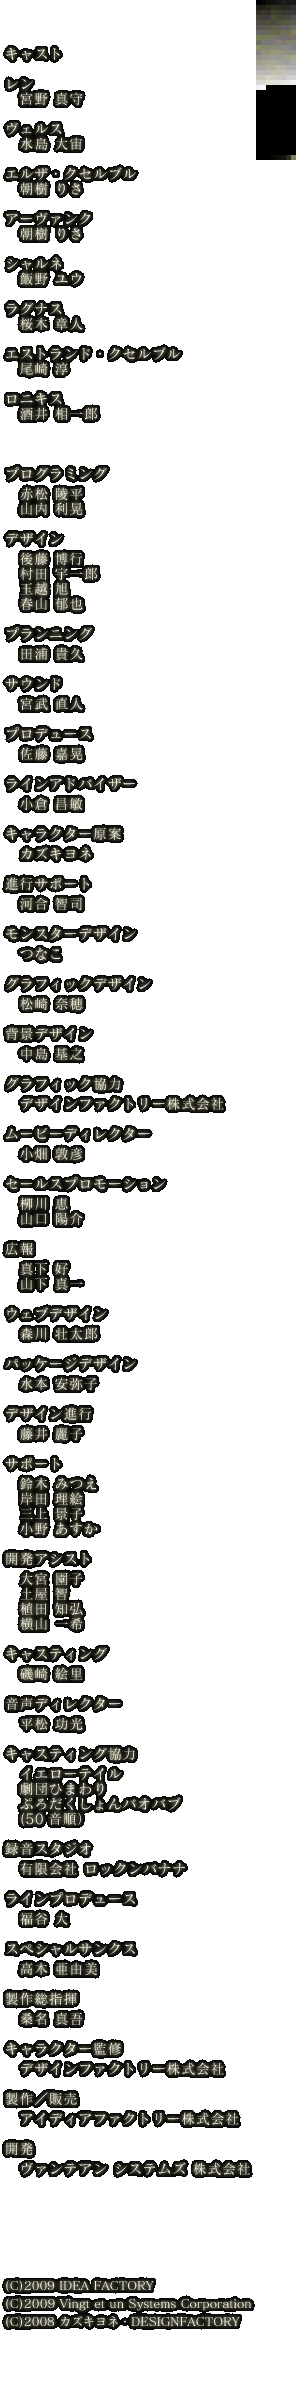 キャスト
レン
宮野 真守
ヴェルス
水島 大宙
エルザ・クセルブル
朝樹 りさ
アーヴァンク
朝樹 りさ
シャルネ
飯野 ユウ
ラグナス
桜木 章人
エストランド・クセルブル
尾崎 淳
ロニキス
酒井 相一郎
プログラミング
赤松 陵平
山内 利晃
デザイン
後藤 博行
村田 宇一郎
玉越 旭
春山 郁也
プランニング
田浦 貴久
サウンド
宮武 直人
プロデュース
佐藤 嘉晃
ラインアドバイザー
小倉 昌敏
キャラクター原案
カズキヨネ
進行サポート
河合 智司
モンスターデザイン
つなこ
グラフィックデザイン
松崎 奈穂
背景デザイン
中島 基之
グラフィック協力
デザインファクトリー株式会社
ムービーディレクター
小畑 敦彦
セールスプロモーション
柳川 恵
山口 陽介
広報
真下 好
山下 真一
ウェブデザイン
森川 壮太郎
パッケージデザイン
水本 安弥子
デザイン進行
藤井 麗子
サポート
鈴木 みつえ
岸田 理絵
三上 景子
小野 あすか
開発アシスト
大宮 園子
土屋 智
植田 知弘
横山 一希
キャスティング
磯崎 絵里
音声ディレクター
平松 功光
キャスティング協力
イエローテイル
劇団ひまわり
ぷろだくしょんバオバブ
(50音順)
録音スタジオ
有限会社 ロックンバナナ
ラインプロデュース
福谷 大
スペシャルサンクス
高本 亜由美
製作総指揮
桑名 真吾
キャラクター監修
デザインファクトリー株式会社
製作／販売
アイディアファクトリー株式会社
開発
ヴァンテアン システムズ 株式会社
(C)2009 IDEA FACTORY
(C)2009 Vingt et un Systems Corporation
(C)2008 カズキヨネ・DESIGNFACTORY